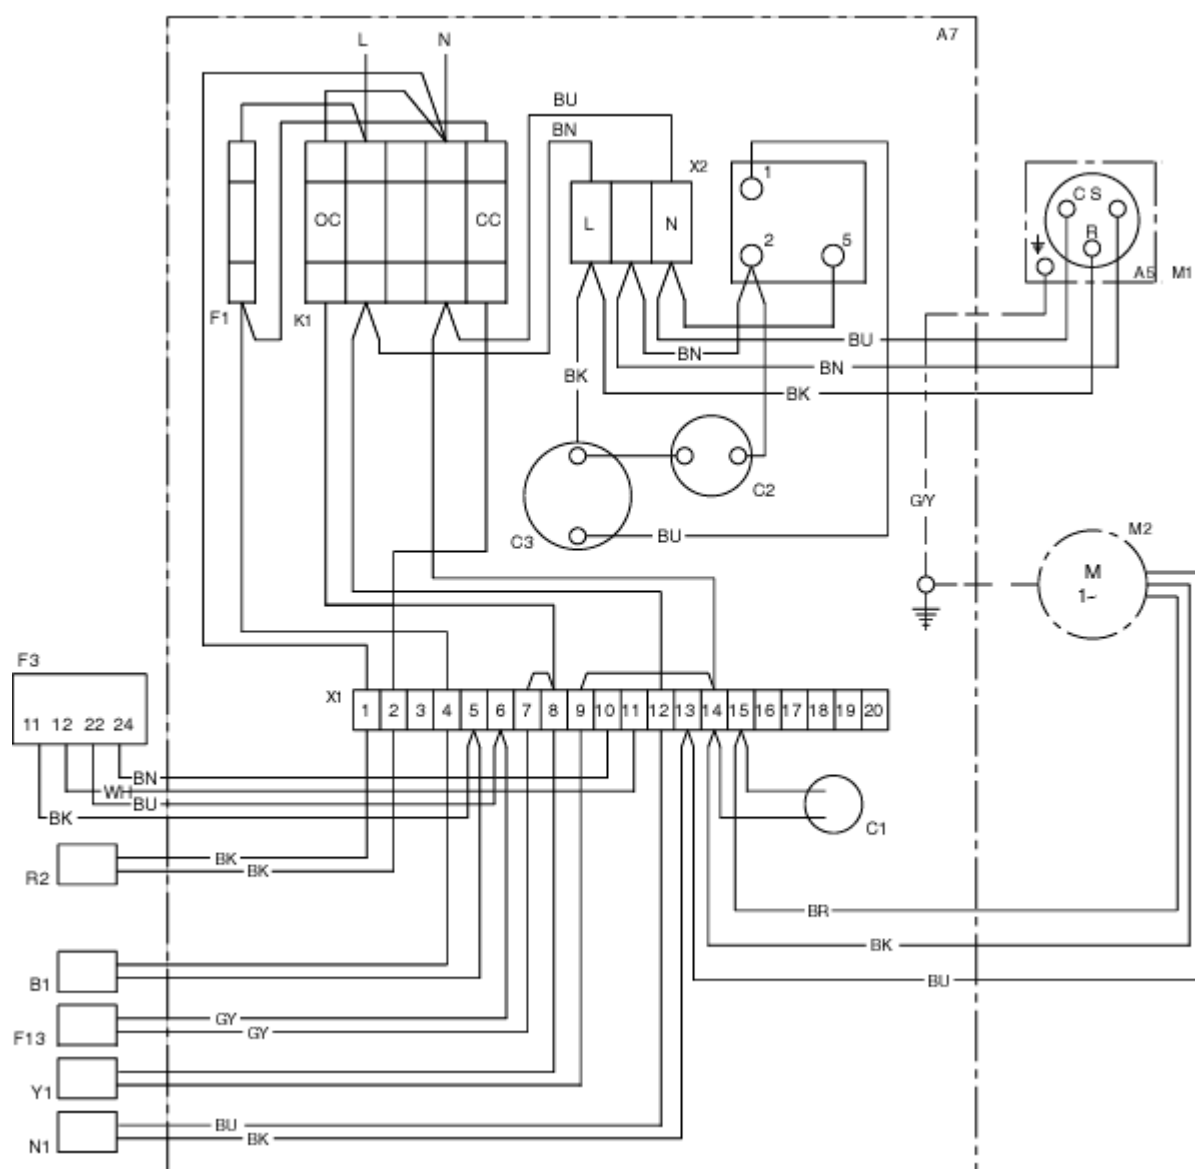 L N A7
BU
BN
X2
1
OC CC L N 2 5 C S
R
A5 M1
F1 K1
BU
BN
BN
BK BK
C2
G/Y
C3 BU M2
M
1~
F3
X1 1 2 3 4 5 6 7 8 9 10 11 12 13 14 15 16 17 18 19 20
11 12 22 24
BN
WH
BU
BK
C1
BK
R2 BK
BR
BK
B1 BU
GY
F13 GY
Y1
BU
N1 BK